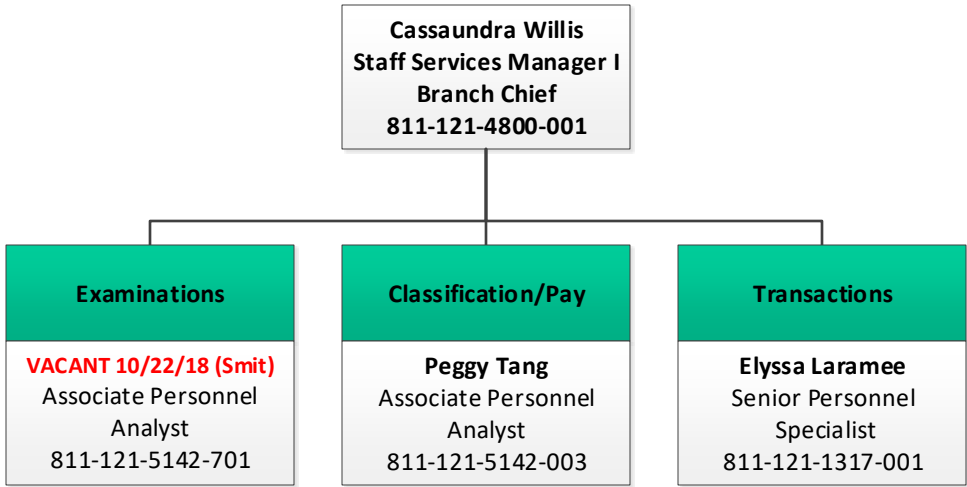 Cassaundra Willis
Staff Services Manager I
Branch Chief
811-121-4800-001
Examinations
VACANT 10/22/18 (Smit)
Associate Personnel
Analyst
811-121-5142-701
Classification/Pay
Peggy Tang
Associate Personnel
Analyst
811-121-5142-003
Transactions
Elyssa Laramee
Senior Personnel
Specialist
811-121-1317-001